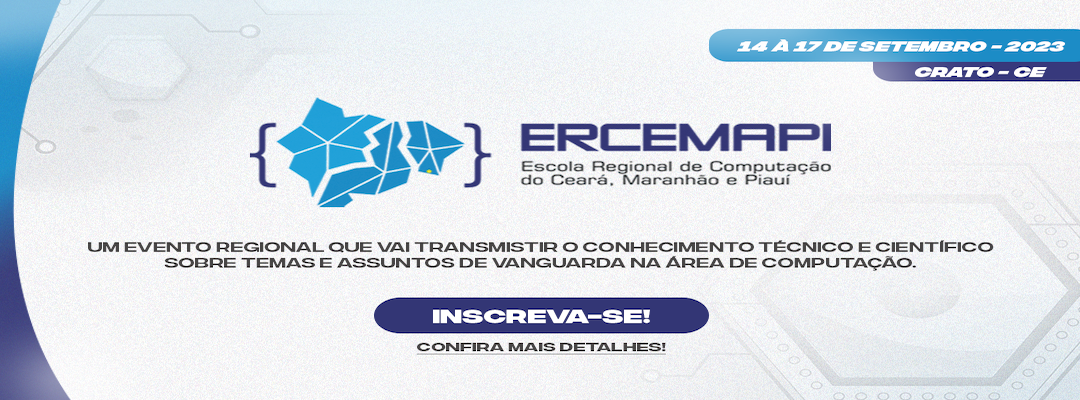 14 À 17 DE SETEMBRO - 2023
CRATO - CE
{ }
ERCEMAPI
Escola Regional de Computação
do Ceará, Maranhão e Piauí
UM EVENTO REGIONAL QUE VAI TRANSMISTIR O CONHECIMENTO TÉCNICO E CIENTÍFICO
SOBRE TEMAS E ASSUNTOS DE VANGUARDA NA ÁREA DE COMPUTAÇÃO.
INSCREVA-SE!
CONFIRA MAIS DETALHES!